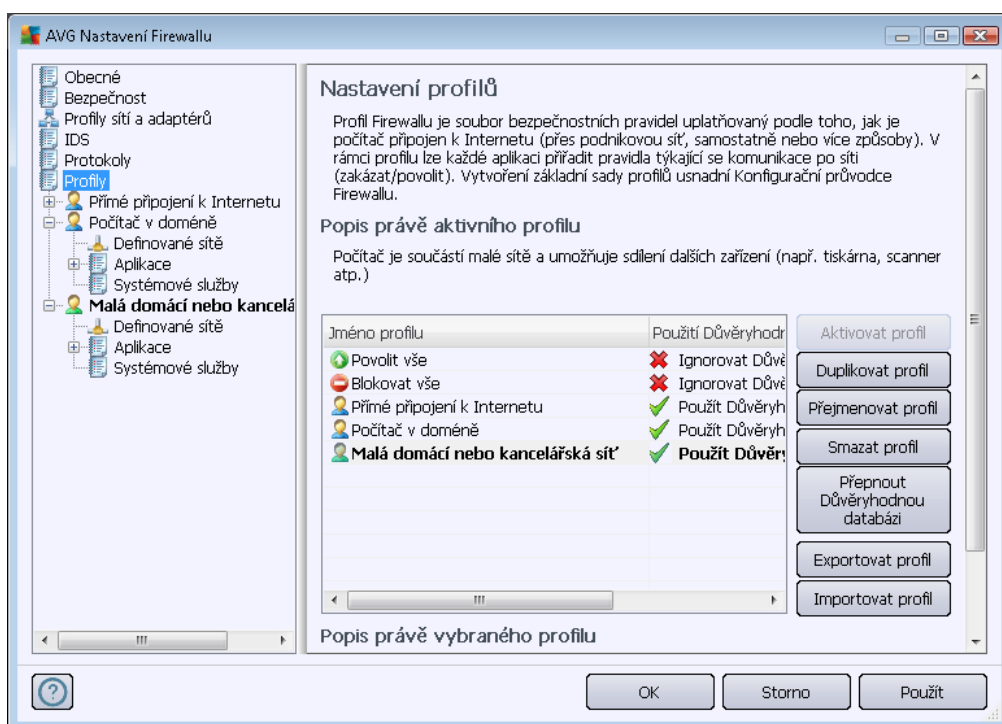 AVG Nastavení Firewallu
Obecné
Bezpečnost
Profily sítí a adaptérů
IDS
Protokoly
Profily
Přímé připojení k Internetu
Počítač v doméně
Definované sítě
Aplikace
Systémové služby
Malá domácí nebo kancelá
Definované sítě
Aplikace
Systémové služby
Nastavení profilů
Profil Firewallu je soubor bezpečnostních pravidel uplatňovaný podle toho, jak je
počítač připojen k Internetu (přes podnikovou síť, samostatně nebo více způsoby). V
rámci profilu lze každé aplikaci přiřadit pravidla týkající se komunikace po síti
(zakázat/povolit). Vytvoření základní sady profilů usnadní Konfigurační průvodce
Firewallu.
Popis právě aktivního profilu
Počítač je součástí malé sítě a umožňuje sdílení dalších zařízení (např. tiskárna, scanner
atp.)
Jméno profilu Použití Důvěryhodr
Povolit vše Ignorovat Důvě
Blokovat vše Ignorovat Důvě
Přímé připojení k Internetu Použít Důvěryh
Počítač v doméně Použít Důvěryh
Malá domácí nebo kancelářská síť Použít Důvěry
Aktivovat profil
Duplikovat profil
Přejmenovat profil
Smazat profil
Přepnout
Důvěryhodnou
databázi
Exportovat profil
Importovat profil
Popis právě vybraného profilu
OK Storno Použít